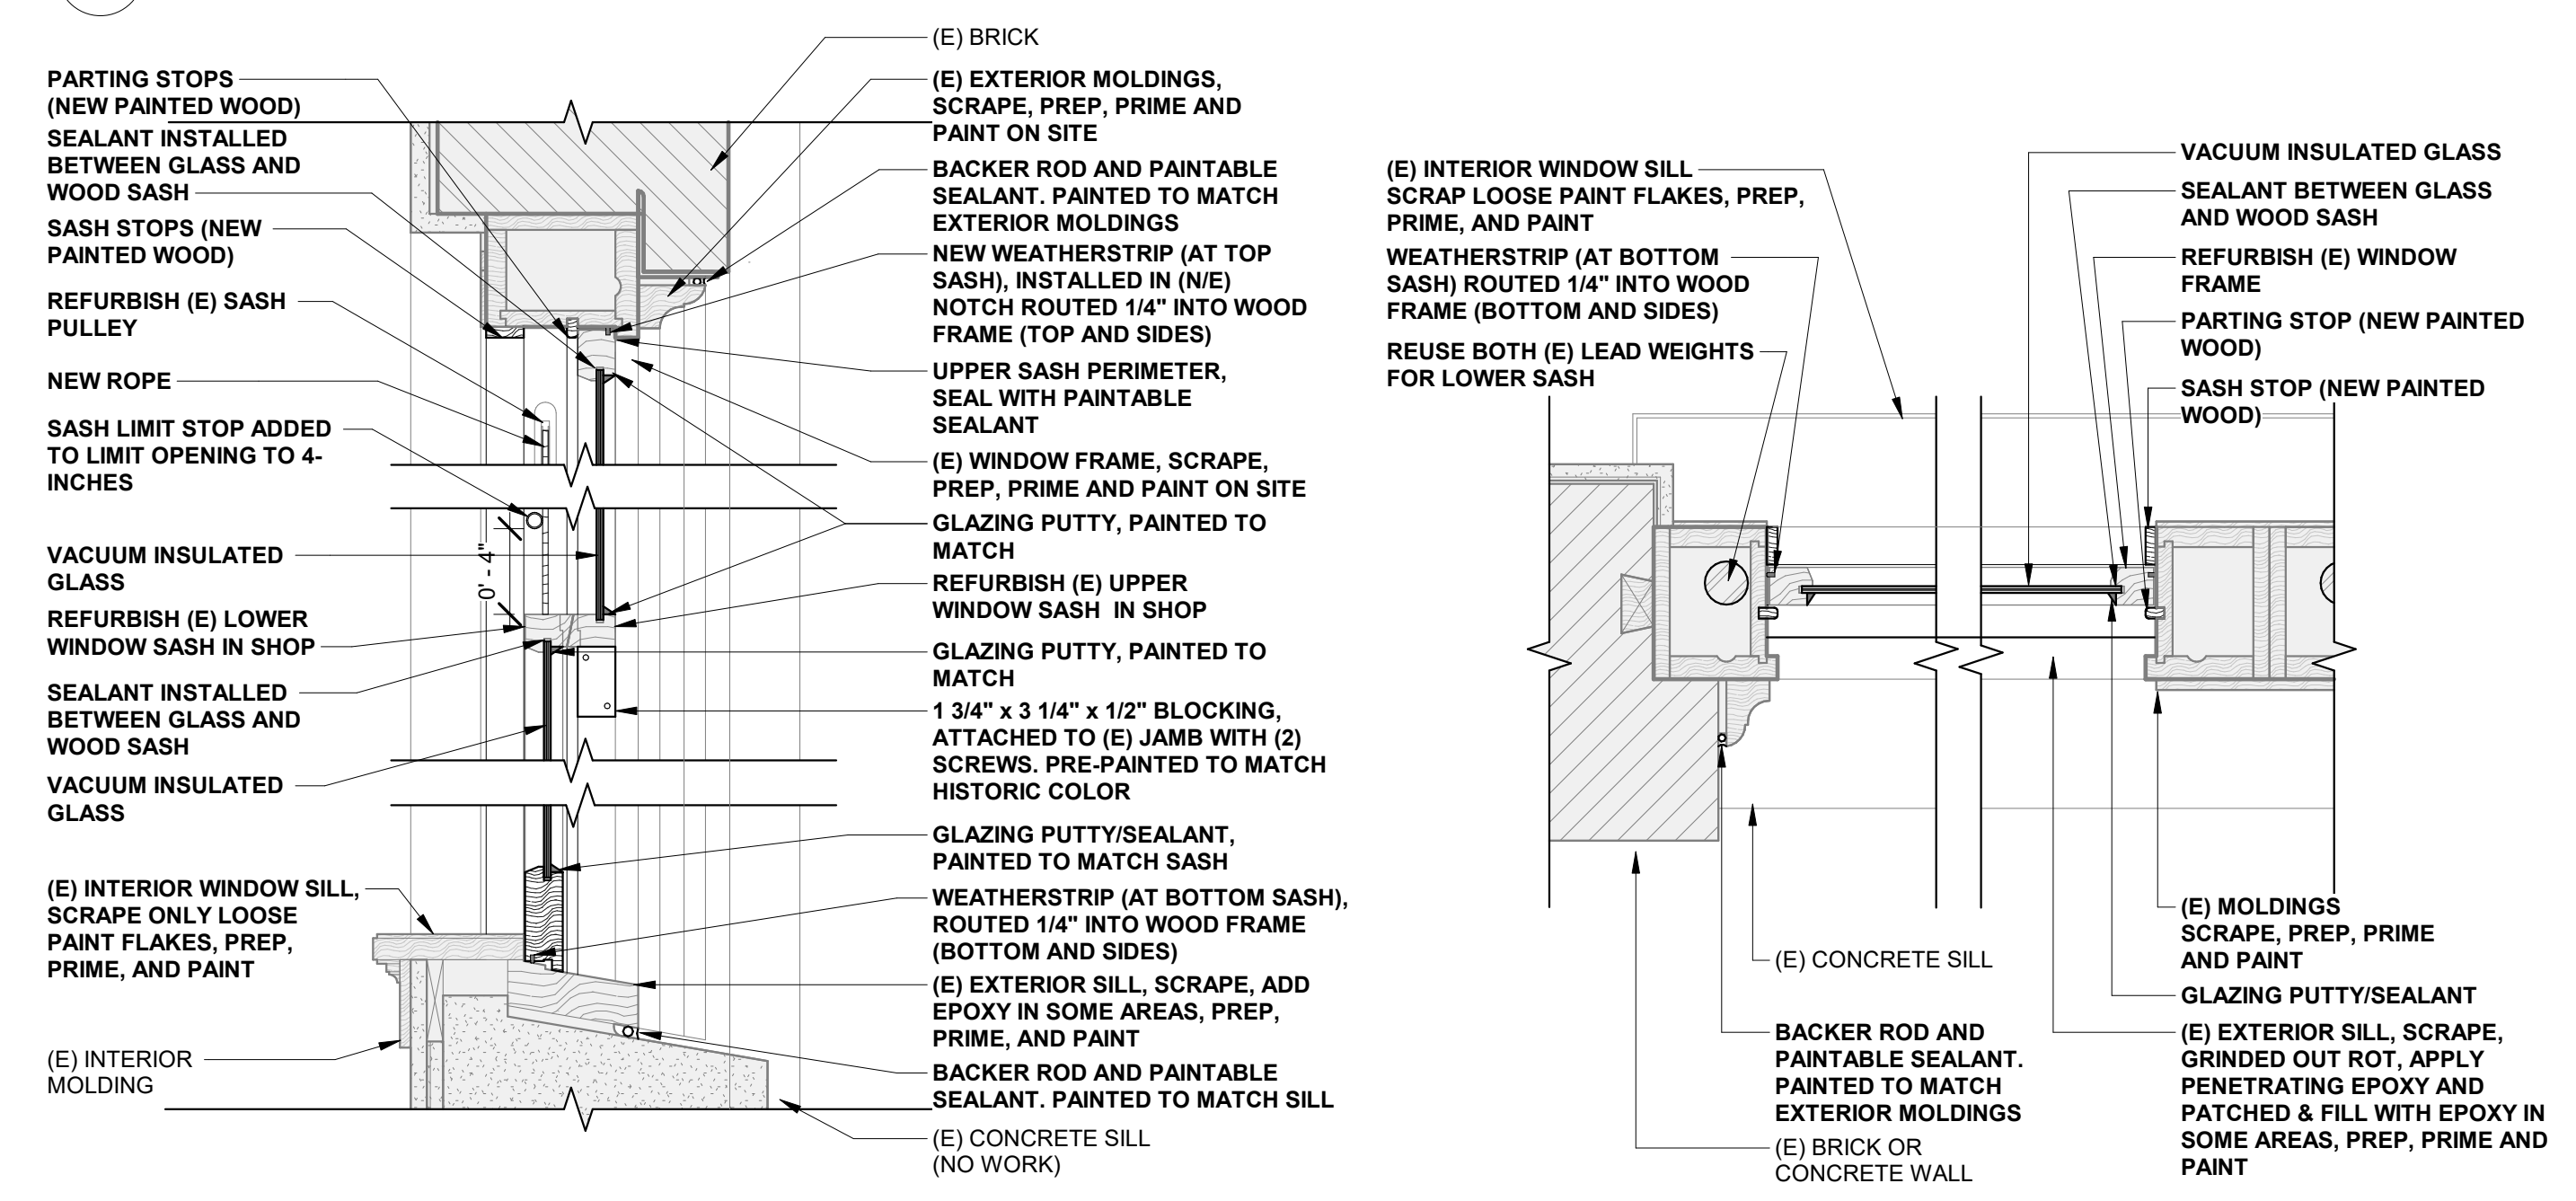 PARTING STOPS
(NEW PAINTED WOOD)
SEALANT INSTALLED
BETWEEN GLASS AND
WOOD SASH
SASH STOPS (NEW
PAINTED WOOD)
REFURBISH (E) SASH
PULLEY
NEW ROPE
SASH LIMIT STOP ADDED
TO LIMIT OPENING TO 4-
INCHES
VACUUM INSULATED
GLASS
REFURBISH (E) LOWER
WINDOW SASH IN SHOP
SEALANT INSTALLED
BETWEEN GLASS AND
WOOD SASH
VACUUM INSULATED
GLASS
(E) INTERIOR WINDOW SILL,
SCRAPE ONLY LOOSE
PAINT FLAKES, PREP,
PRIME, AND PAINT
(E) INTERIOR
MOLDING
0' - 4"
(E) BRICK
(E) EXTERIOR MOLDINGS,
SCRAPE, PREP, PRIME AND
PAINT ON SITE
BACKER ROD AND PAINTABLE
SEALANT. PAINTED TO MATCH
EXTERIOR MOLDINGS
NEW WEATHERSTRIP (AT TOP
SASH), INSTALLED IN (N/E)
NOTCH ROUTED 1/4" INTO WOOD
FRAME (TOP AND SIDES)
UPPER SASH PERIMETER,
SEAL WITH PAINTABLE
SEALANT
(E) WINDOW FRAME, SCRAPE,
PREP, PRIME AND PAINT ON SITE
GLAZING PUTTY, PAINTED TO
MATCH
REFURBISH (E) UPPER
WINDOW SASH IN SHOP
GLAZING PUTTY, PAINTED TO
MATCH
1 3/4" x 3 1/4" x 1/2" BLOCKING,
ATTACHED TO (E) JAMB WITH (2)
SCREWS. PRE-PAINTED TO MATCH
HISTORIC COLOR
GLAZING PUTTY/SEALANT,
PAINTED TO MATCH SASH
WEATHERSTRIP (AT BOTTOM SASH),
ROUTED 1/4" INTO WOOD FRAME
(BOTTOM AND SIDES)
(E) EXTERIOR SILL, SCRAPE, ADD
EPOXY IN SOME AREAS, PREP,
PRIME, AND PAINT
BACKER ROD AND PAINTABLE
SEALANT. PAINTED TO MATCH SILL
(E) CONCRETE SILL
(NO WORK)
(E) INTERIOR WINDOW SILL
SCRAP LOOSE PAINT FLAKES, PREP,
PRIME, AND PAINT
WEATHERSTRIP (AT BOTTOM
SASH) ROUTED 1/4" INTO WOOD
FRAME (BOTTOM AND SIDES)
REUSE BOTH (E) LEAD WEIGHTS
FOR LOWER SASH
(E) CONCRETE SILL
BACKER ROD AND
PAINTABLE SEALANT.
PAINTED TO MATCH
EXTERIOR MOLDINGS
(E) BRICK OR
CONCRETE WALL
VACUUM INSULATED GLASS
SEALANT BETWEEN GLASS
AND WOOD SASH
REFURBISH (E) WINDOW
FRAME
PARTING STOP (NEW PAINTED
WOOD)
SASH STOP (NEW PAINTED
WOOD)
(E) MOLDINGS
SCRAPE, PREP, PRIME
AND PAINT
GLAZING PUTTY/SEALANT
(E) EXTERIOR SILL, SCRAPE,
GRINDED OUT ROT, APPLY
PENETRATING EPOXY AND
PATCHED & FILL WITH EPOXY IN
SOME AREAS, PREP, PRIME AND
PAINT